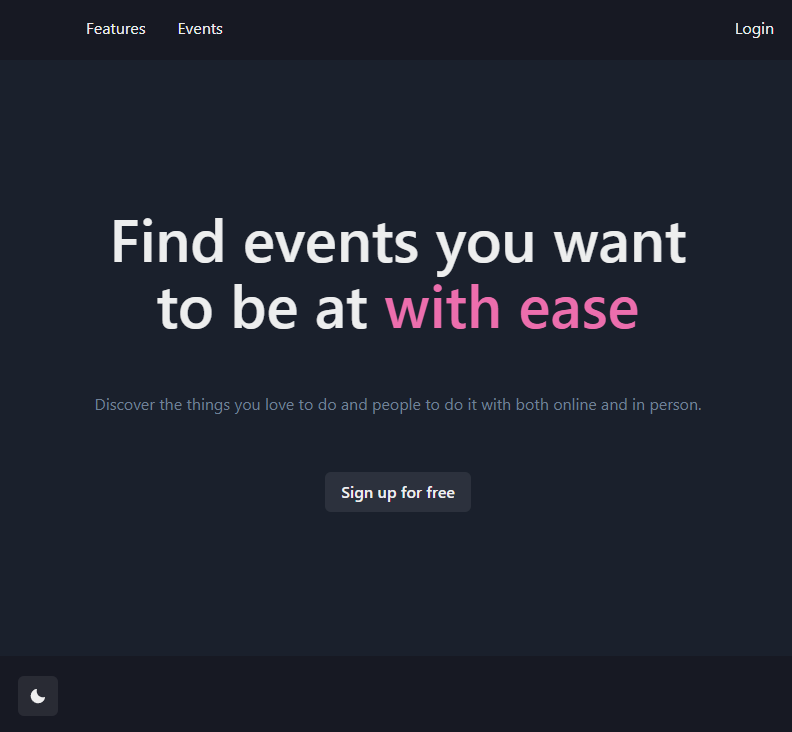 Features
Events
Login
Find events you want
to be at with ease
Discover the things you love to do and people to do it with both online and in person.
Sign up for free